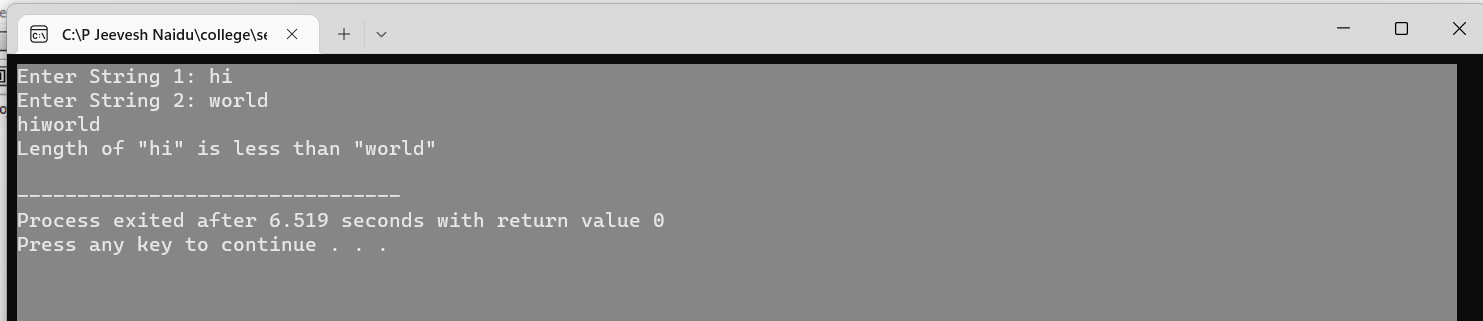 C:\P Jeevesh Naidu\college\se
Enter String 1: hi
Enter String 2: world
hiworld
Length of "hi" is less than "world"
--------------------------------
Process exited after 6.519 seconds with return value 0
Press any key to continue . . .